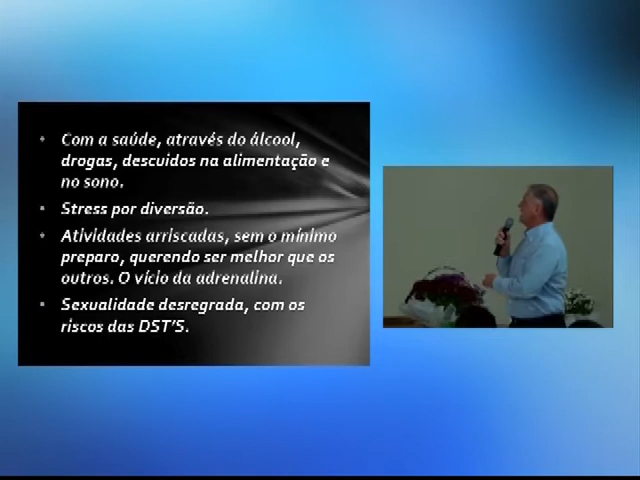 Com a saúde, através do álcool,
drogas, descuidos na alimentação e
no sono.
Stress por diversão.
Atividades arriscadas, sem o mínimo
preparo, querendo ser melhor que os
outros. O vício da adrenalina.
Sexualidade desregrada, com os
riscos das DST'S.